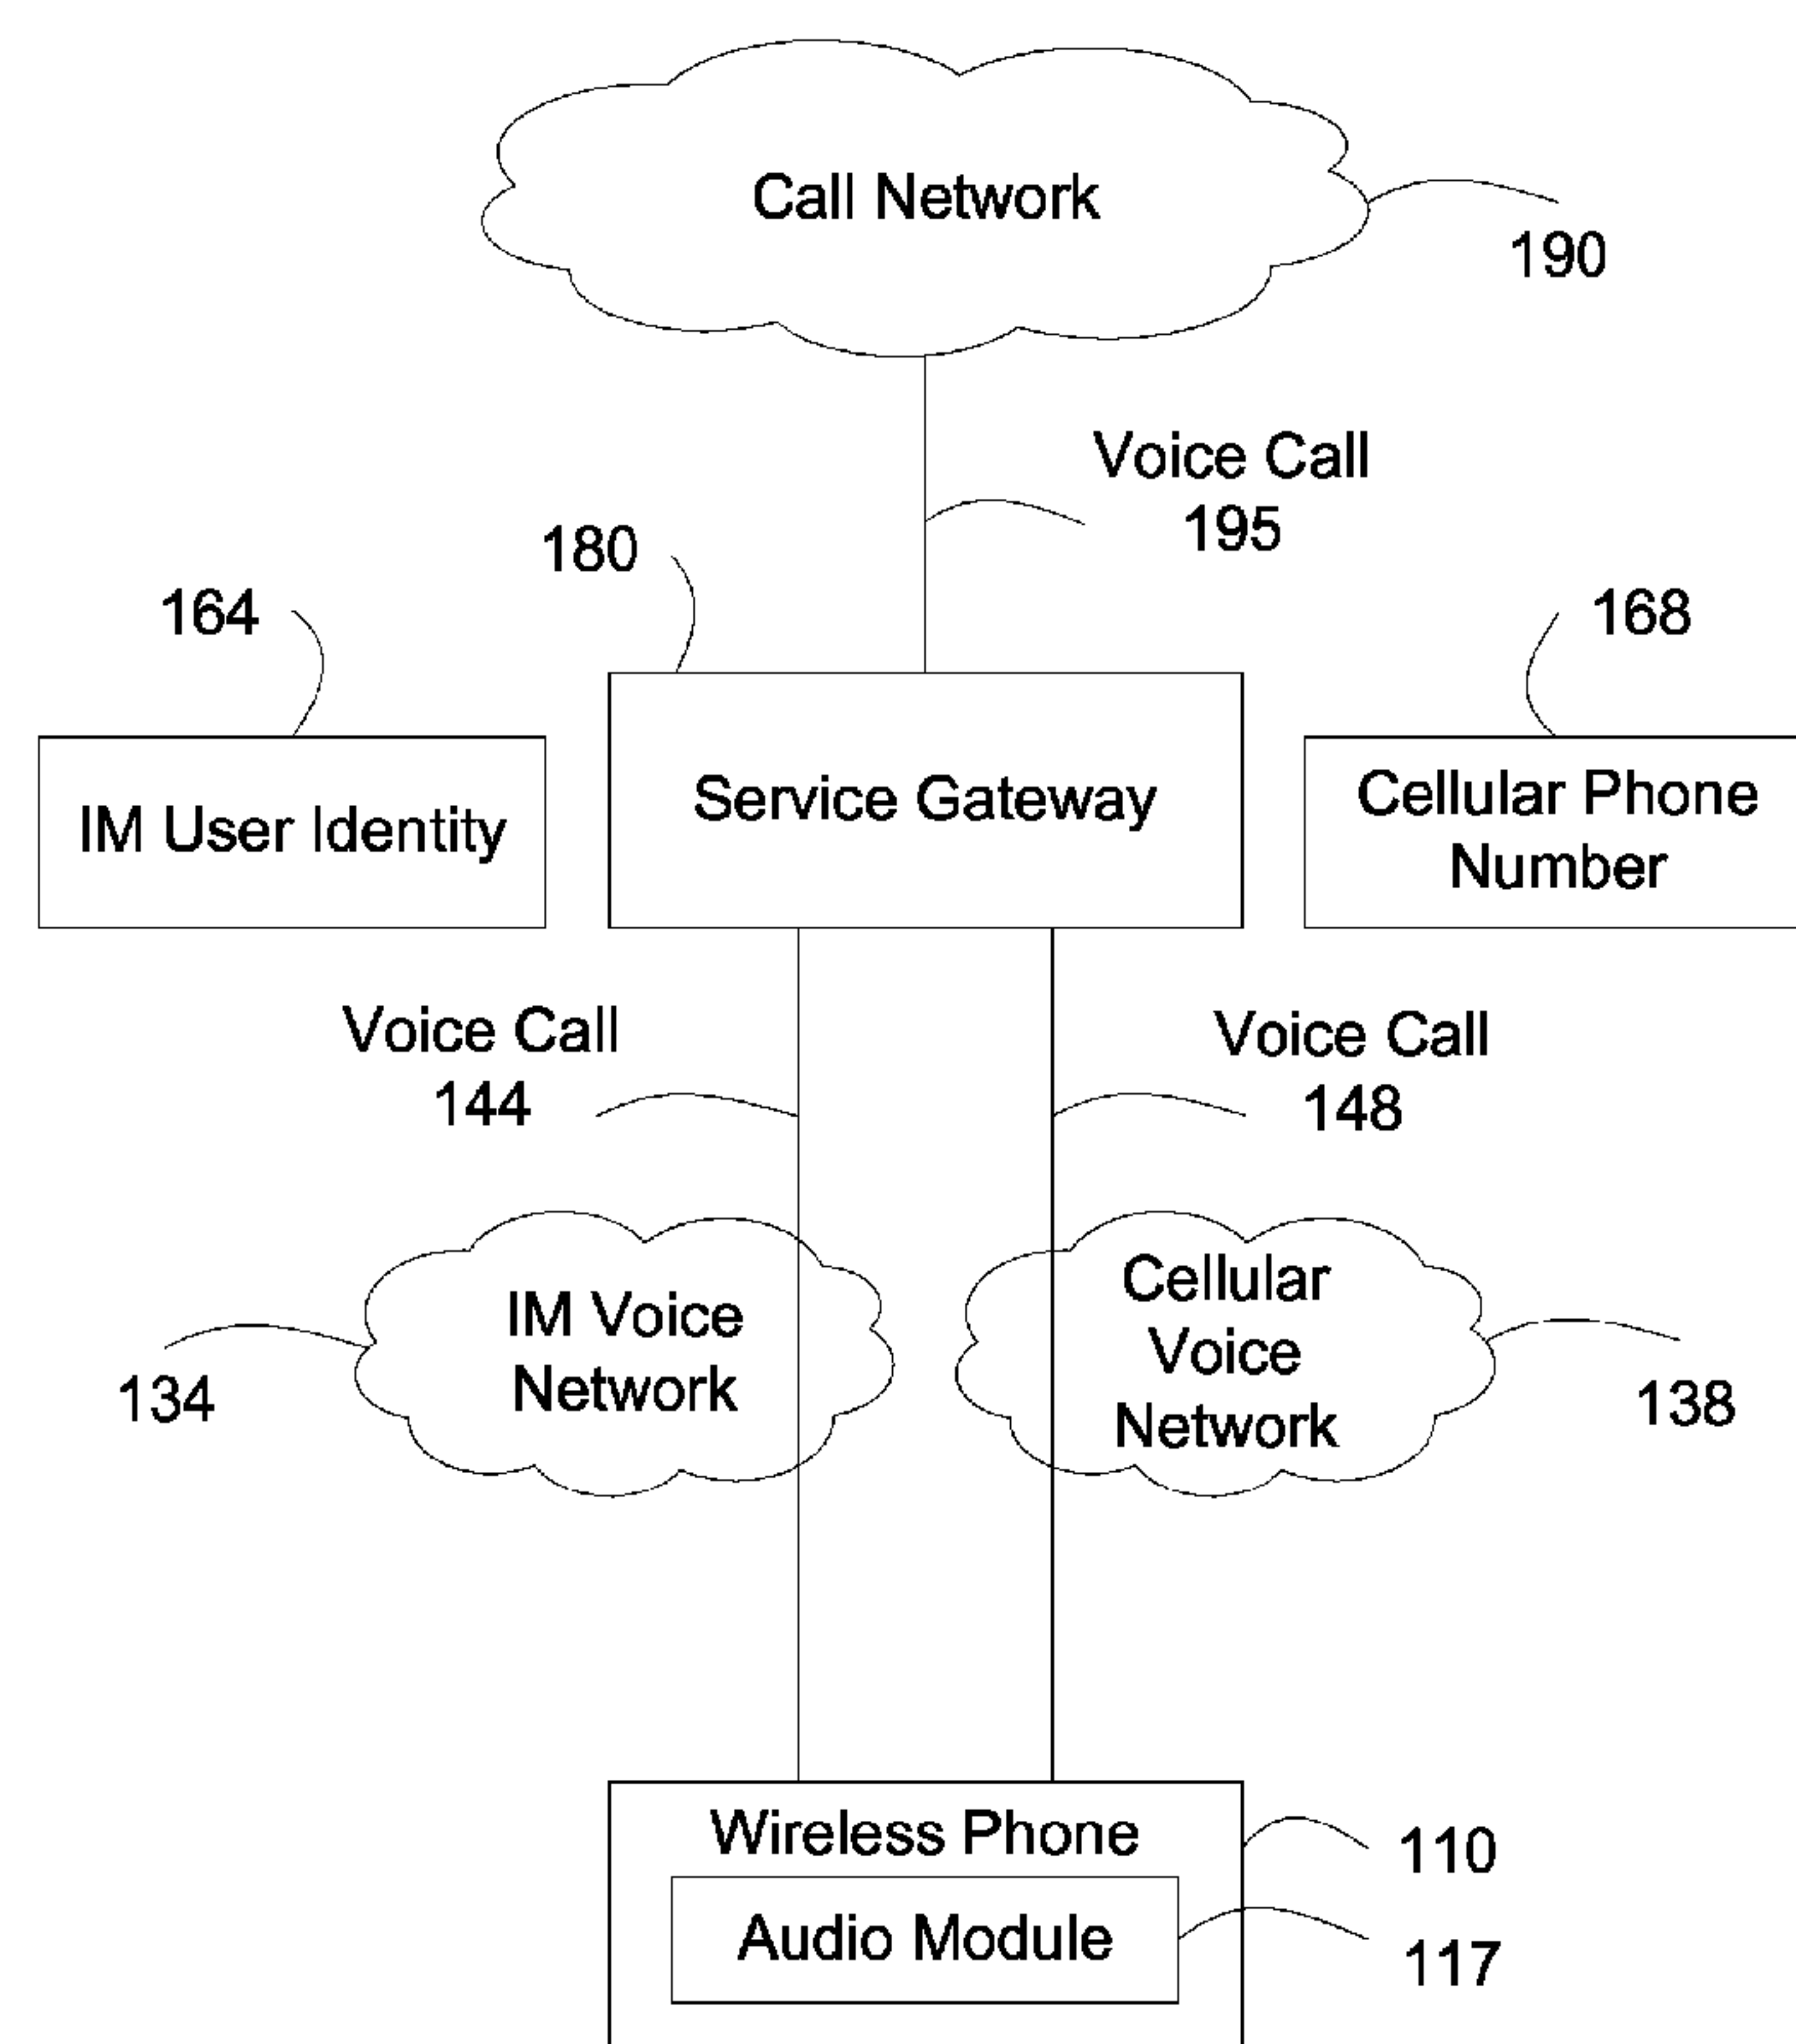 Call Network
190
Voice Call
195
180
164
168
IM User Identity
Service Gateway
Cellular Phone
Number
Voice Call
144
Voice Call
148
IM Voice
Network
Cellular
Voice
Network
134
138
Wireless Phone
110
Audio Module
117